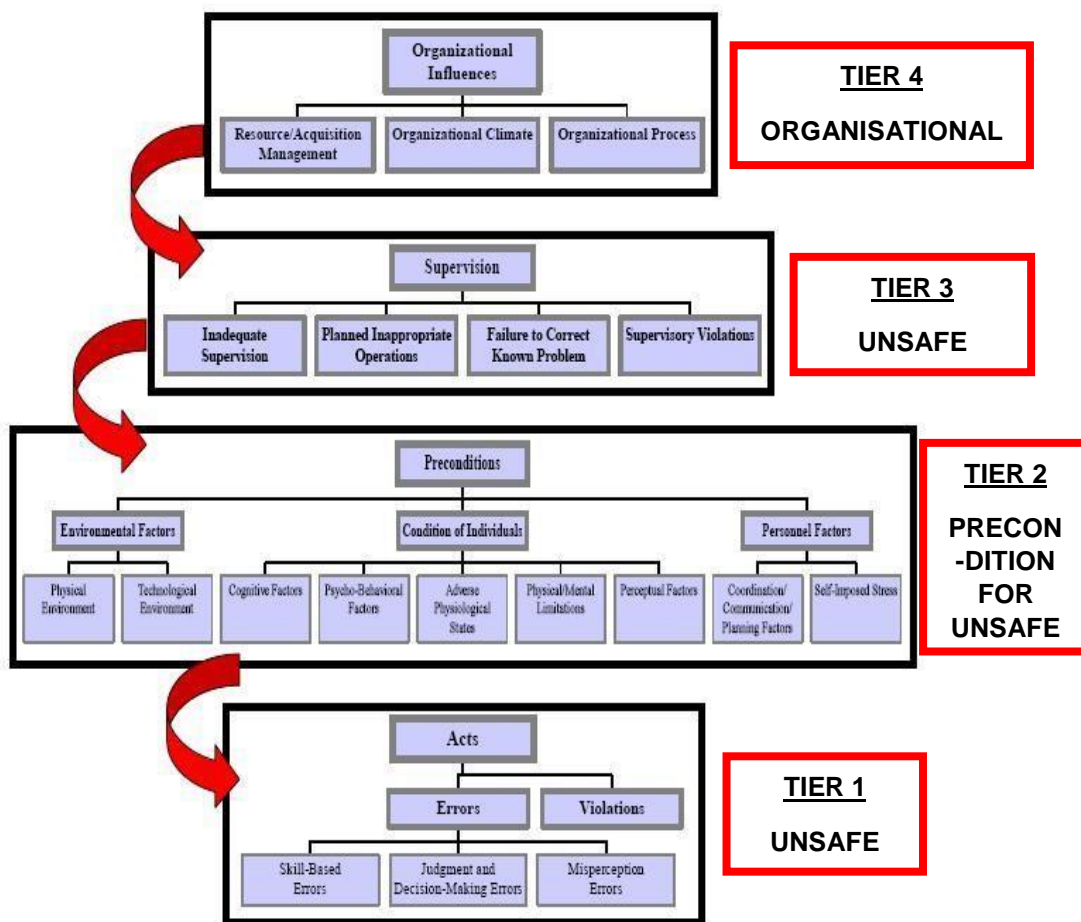 Organizational
Influences
Resource/Acquisition
Management
Organizational Climate
Organizational Process
TIER 4
ORGANISATIONAL
Supervision
Inadequate
Supervision
Planned Inappropriate
Operations
Failure to Correct
Known Problem
Supervisory Violations
TIER 3
UNSAFE
Preconditions
Environmental Factors
Condition of Individuals
Personnel Factors
Physical
Environment
Technological
Environment
Cognitive Factors
Psycho-Behavioral
Factors
Adverse
Physiological
States
Physical/Mental
Limitations
Perceptual Factors
Coordination/
Communication/
Planning Factors
Self-Imposed Stress
TIER 2
PRECON
-DITION
FOR
UNSAFE
Acts
Errors
Violations
Skill-Based
Errors
Judgment and
Decision-Making Errors
Misperception
Errors
TIER 1
UNSAFE